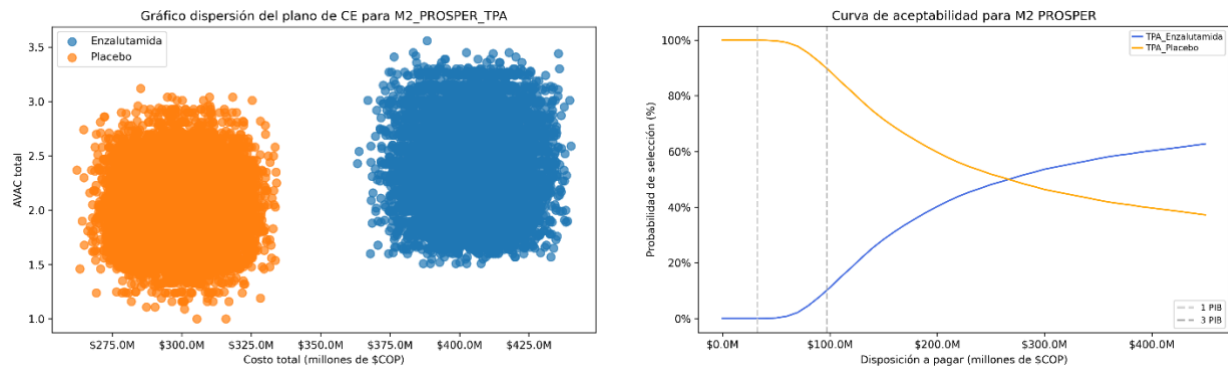 Gráfico dispersión del plano de CE para M2_PROSPER_TPA
Enzalutamida
Placebo
3.5
3.0
2.5
2.0
1.5
1.0
AVAC total
$275.0M $300.0M $325.0M $350.0M $375.0M $400.0M $425.0M
Costo total (millones de $COP)
Curva de aceptabilidad para M2 PROSPER
TPA_Enzalutamida
TPA_Placebo
100%
80%
60%
40%
20%
0%
Probabilidad de selección (%)
1 PIB
3 PIB
$0.0M $100.0M $200.0M $300.0M $400.0M
Disposición a pagar (millones de $COP)